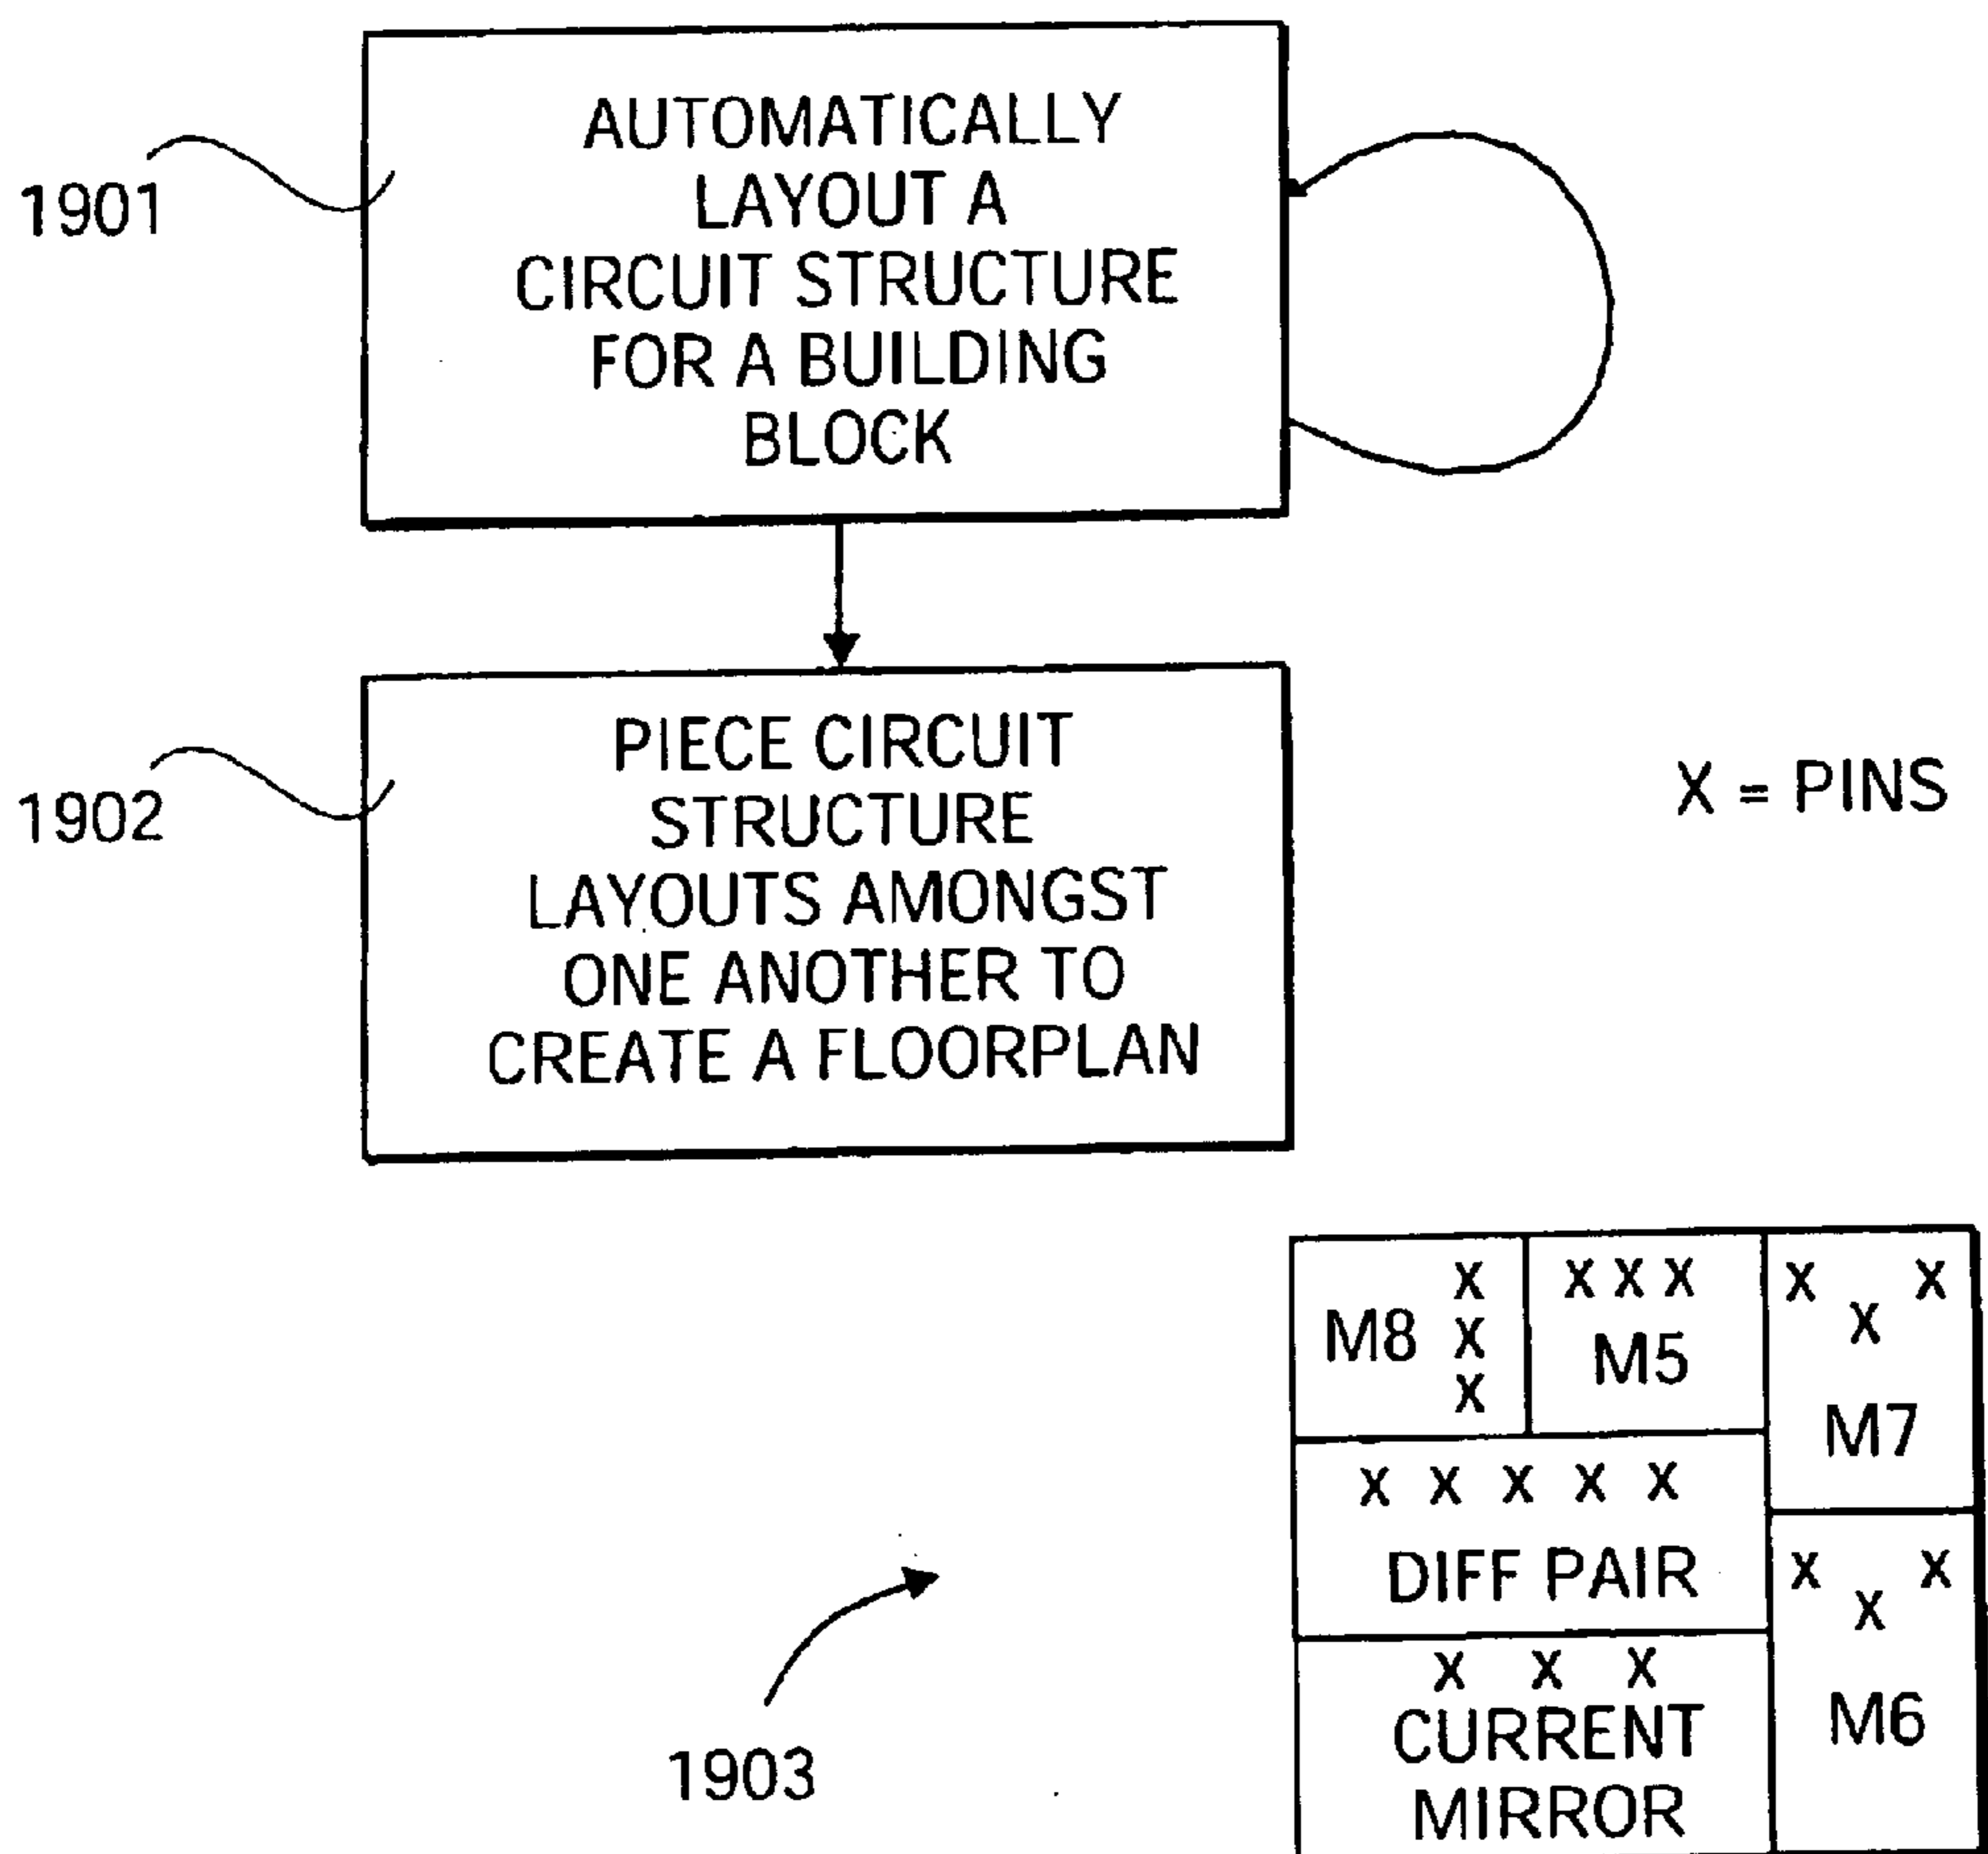 AUTOMATICALLY
LAYOUT A
CIRCUIT STRUCTURE
FOR A BUILDING
BLOCK
1901
PIECE CIRCUIT
STRUCTURE
LAYOUTS AMONGST
ONE ANOTHER TO
CREATE A FLOORPLAN
1902
X = PINS
X
M8 X
X
X X X
M5
X X
X
M7
X X X X X
DIFF PAIR
X X
X
M6
X X X
CURRENT
MIRROR
1903